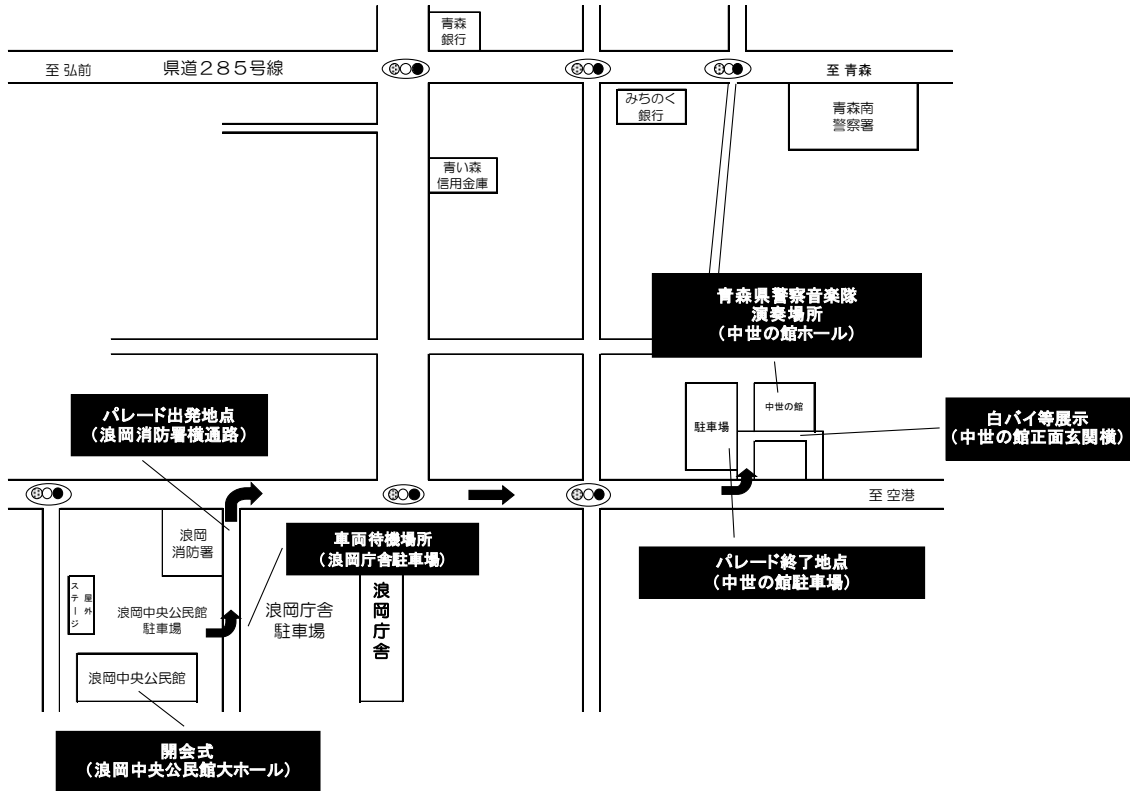 青森
銀行
至 弘前
県道285号線
至 青森
みちのく
銀行
青森南
警察署
青い森
信用金庫
青森県警察音楽隊
演奏場所
(中世の館ホール)
パレード出発地点
(浪岡消防署横通路)
駐車場
中世の館
白バイ等展示
(中世の館正面玄関横)
至 空港
浪岡
消防署
車両待機場所
(浪岡庁舎駐車場)
パレード終了地点
(中世の館駐車場)
屋外
ステージ
浪岡中央公民館
駐車場
浪岡庁舎
駐車場
浪岡庁舎
浪岡中央公民館
開会式
(浪岡中央公民館大ホール)